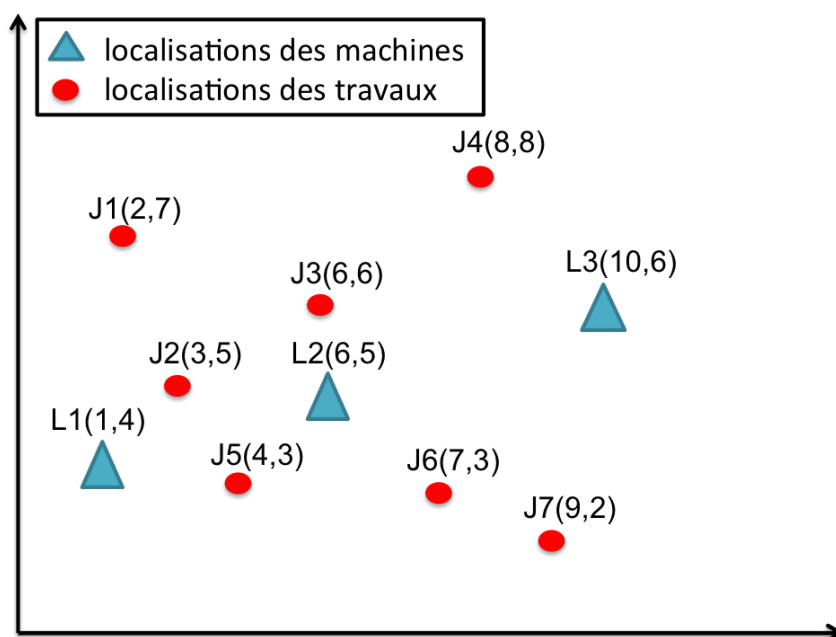 localisations des machines
localisations des travaux
J4(8,8)
J1(2,7)
L3(10,6)
J3(6,6)
J2(3,5)
L2(6,5)
L1(1,4)
J5(4,3)
J6(7,3)
J7(9,2)